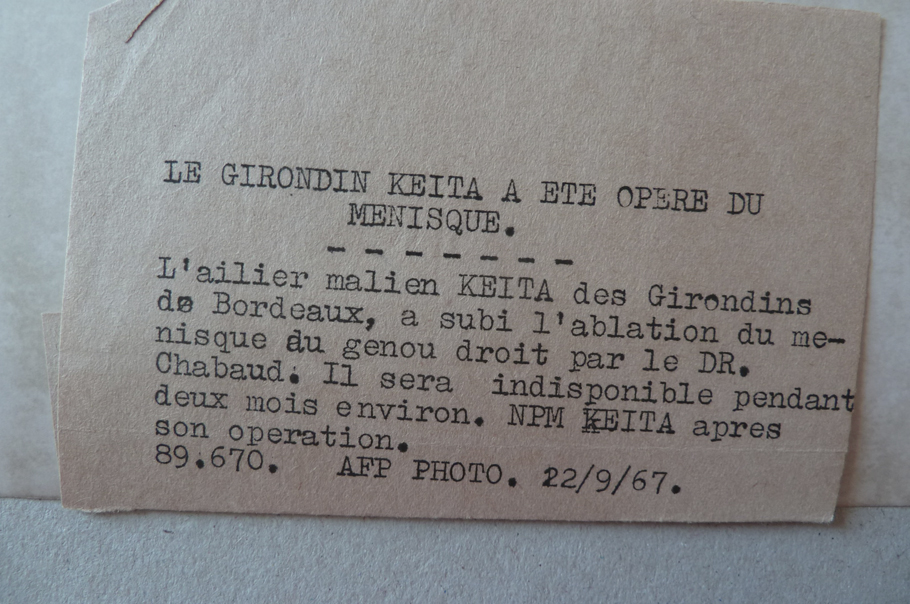 LE GIRONDIN KEITA A ETE OPERE DU
MENISQUE.
- - - - - - -
L'ailier malien KEITA des Girondins
de Bordeaux, a subi l'ablation du me-
nisque du genou droit par le DR.
Chabaud. Il sera indisponible pendant
deux mois environ. NPM KEITA apres
son operation.
89.670. AFP PHOTO. 22/9/67.